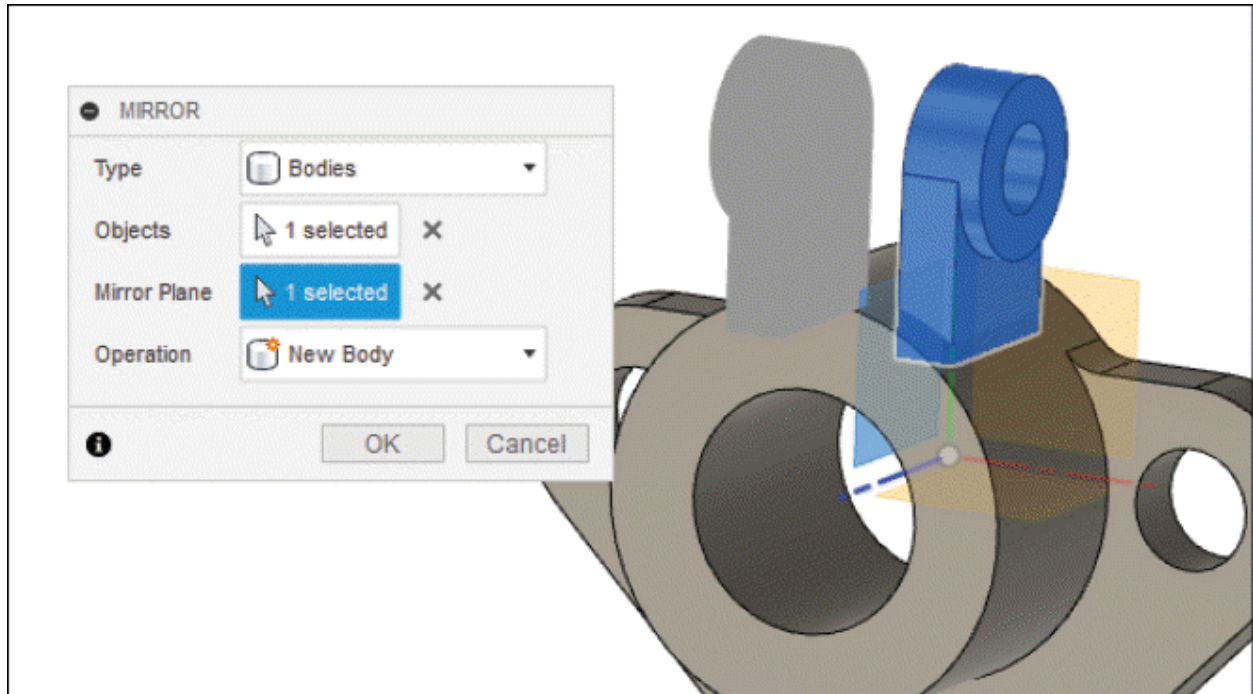 MIRROR
Type Bodies
Objects 1 selected
Mirror Plane 1 selected
Operation New Body
OK Cancel